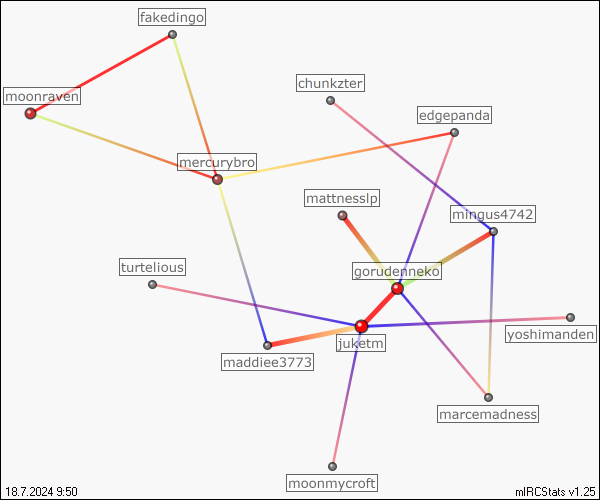 fakedingo
chunkzter
moonraven
edgepanda
mercurybro
mattnesslp
mingus4742
turtelious
gorudenneko
yoshimanden
juketm
maddiee3773
marcemadness
moonmycroft
18.7.2024 9:50
mIRCStats v1.25